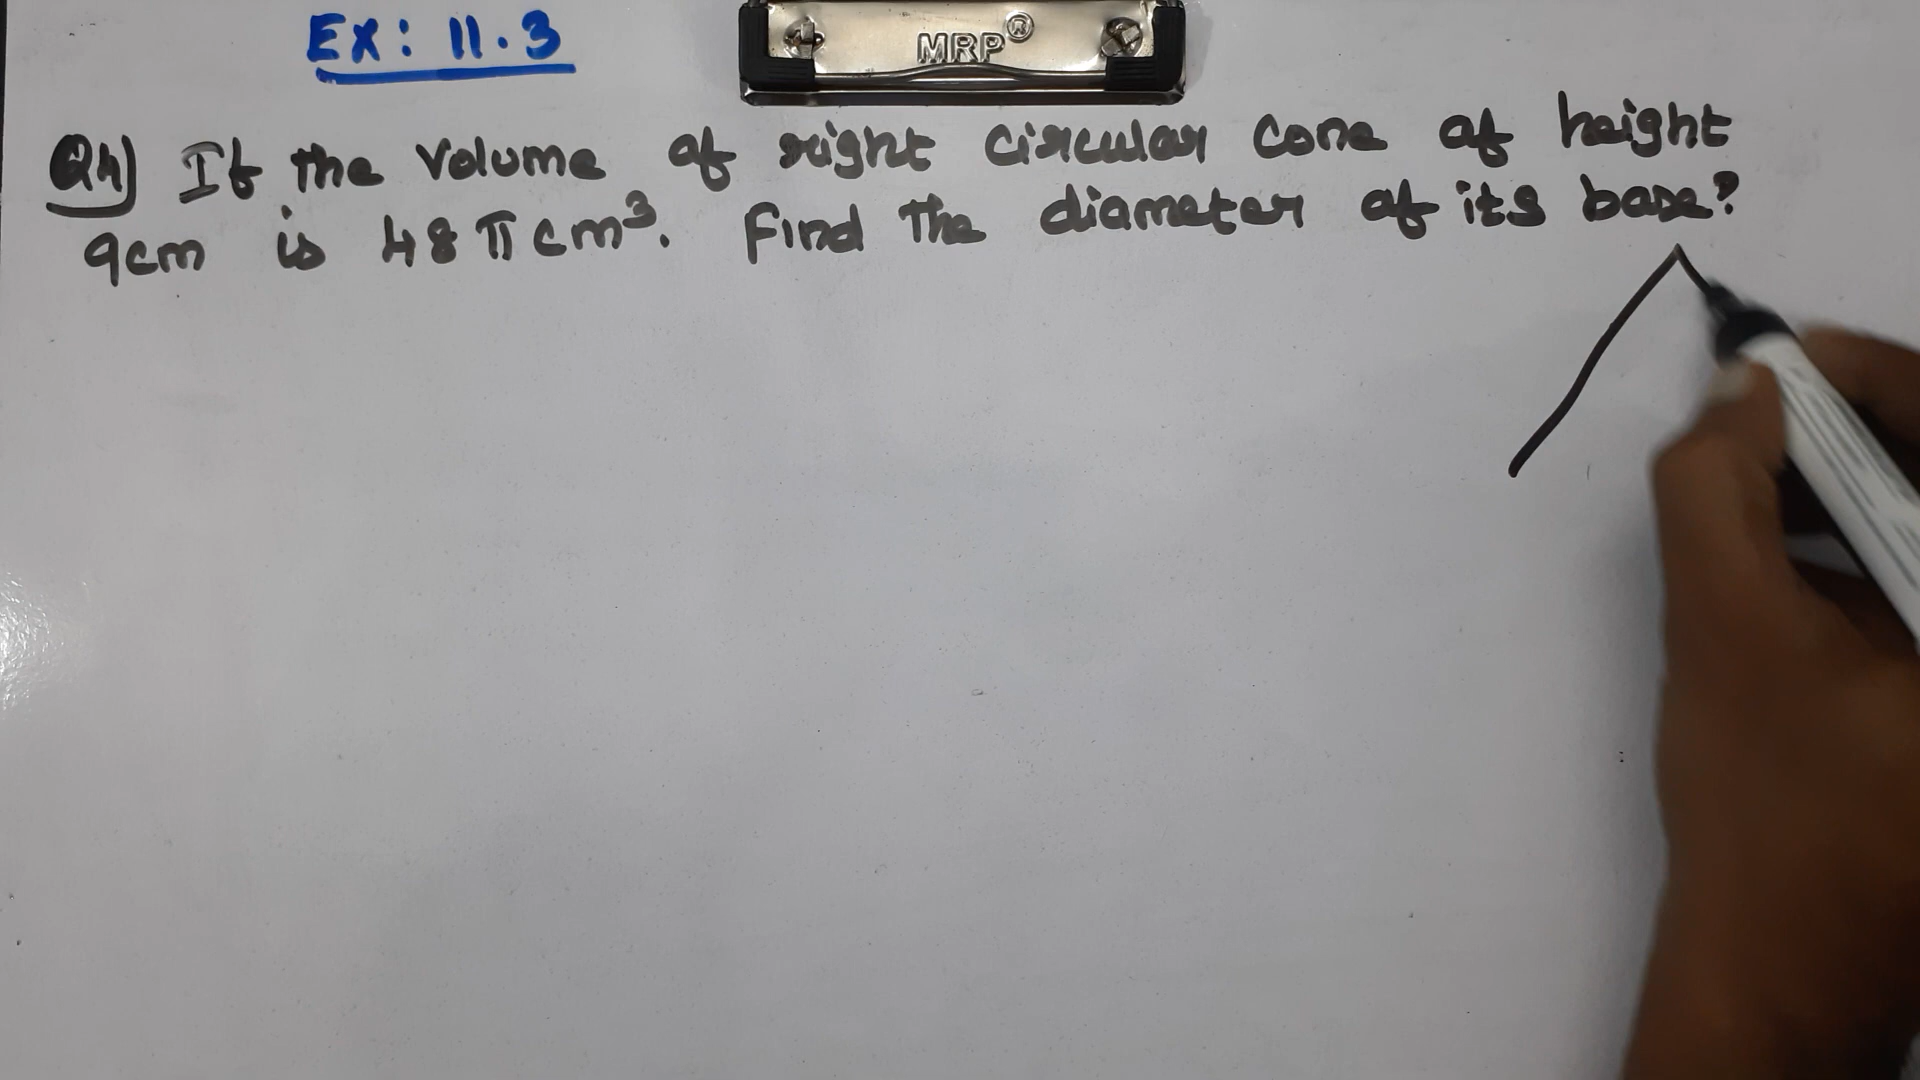 EX: 11.3
MRP®
Q4) If the volume of right circular cone of height
9cm is 48 π cm³. Find the diameter of its base?